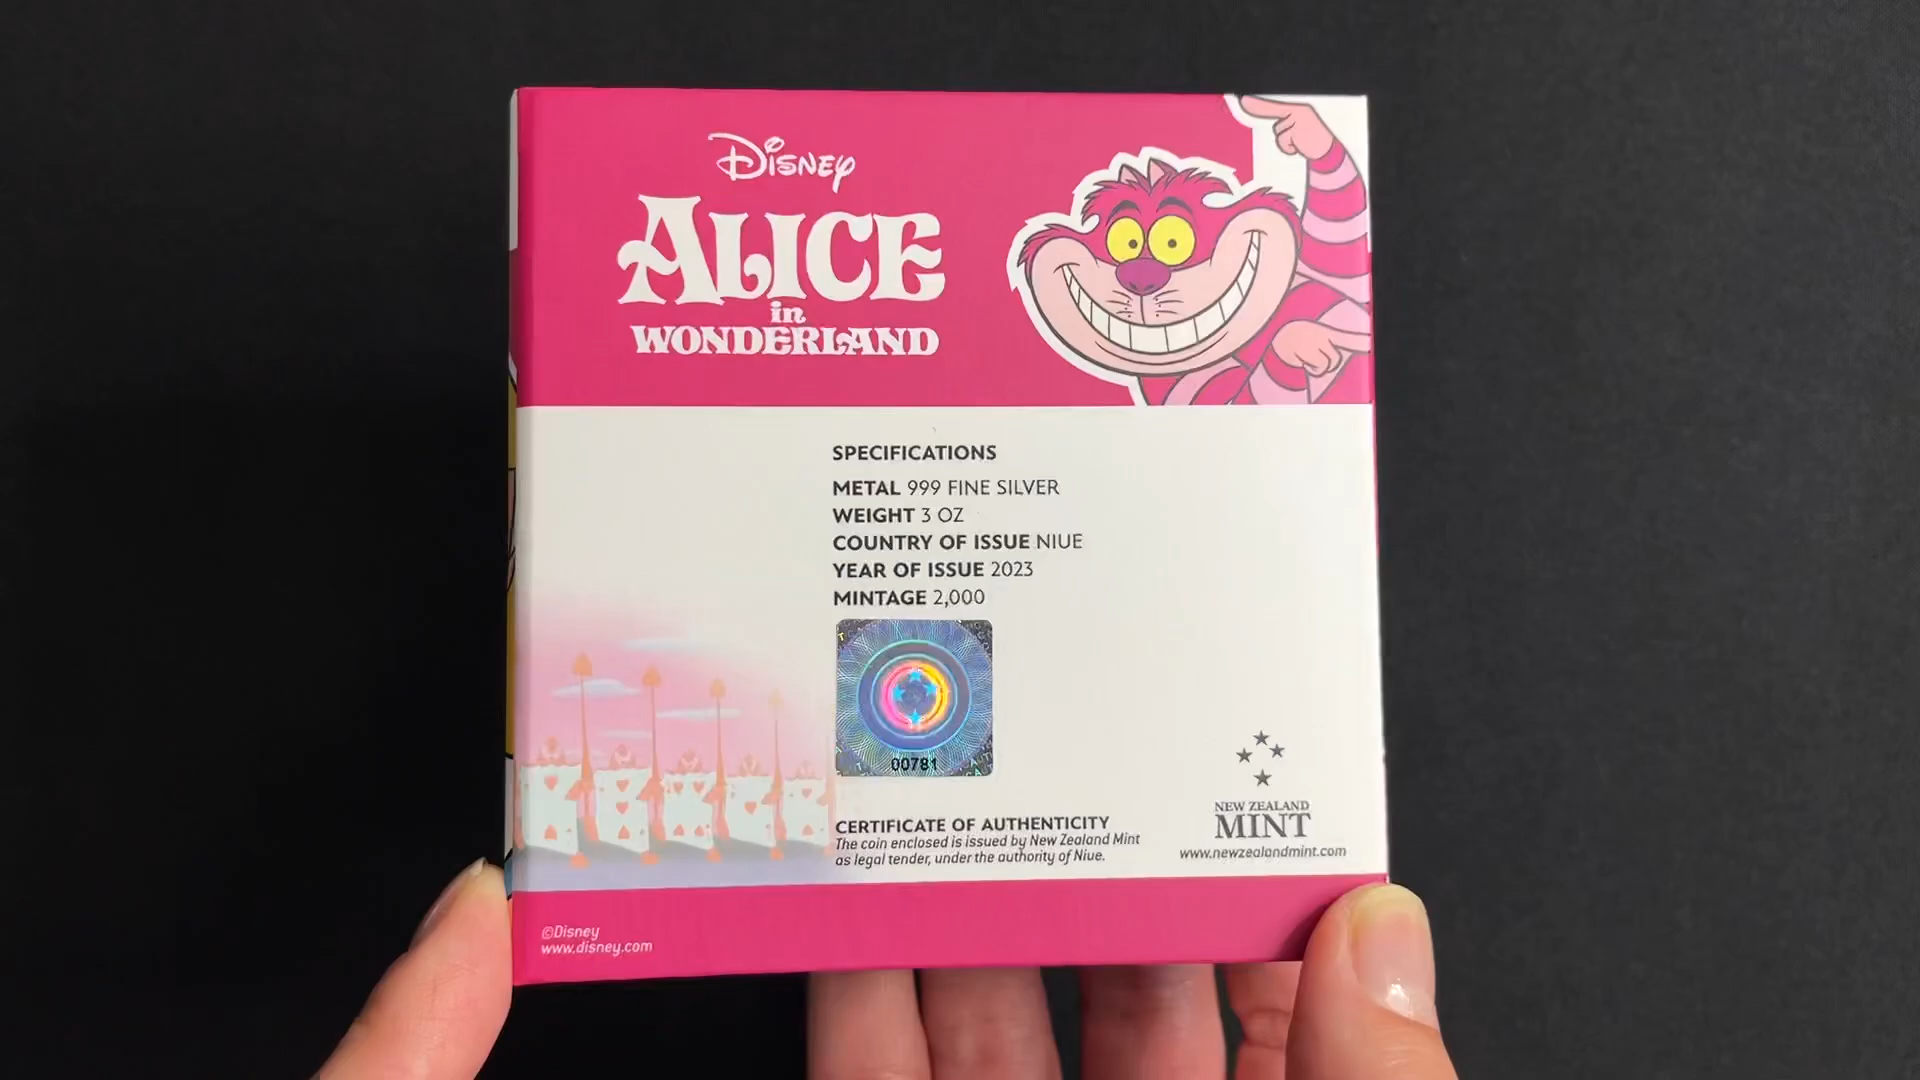 Disney
ALICE
in
WONDERLAND
SPECIFICATIONS
METAL 999 FINE SILVER
WEIGHT 3 OZ
COUNTRY OF ISSUE NIUE
YEAR OF ISSUE 2023
MINTAGE 2,000
00781
CERTIFICATE OF AUTHENTICITY
The coin enclosed is issued by New Zealand Mint
as legal tender, under the authority of Niue.
NEW ZEALAND
MINT
www.newzealandmint.com
©Disney
www.disney.com